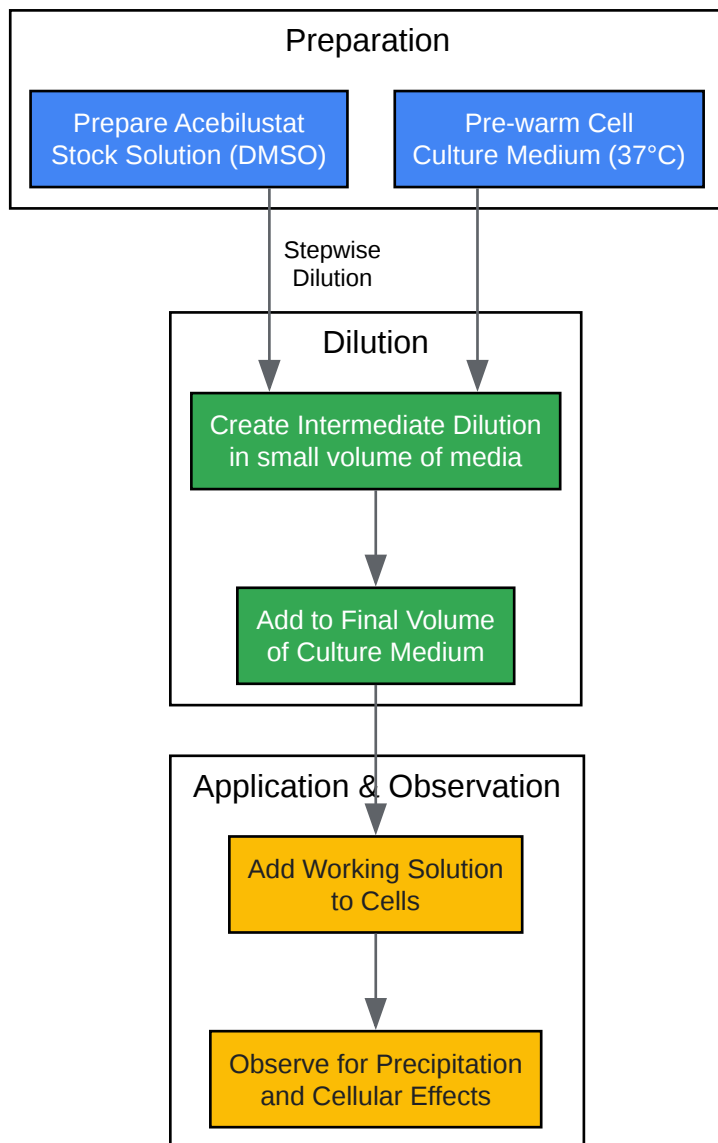 Preparation
Prepare Acebilustat
Stock Solution (DMSO)
Pre-warm Cell
Culture Medium (37°C)
Stepwise
Dilution
Dilution
Create Intermediate Dilution
in small volume of media
Add to Final Volume
of Culture Medium
Application & Observation
Add Working Solution
to Cells
Observe for Precipitation
and Cellular Effects